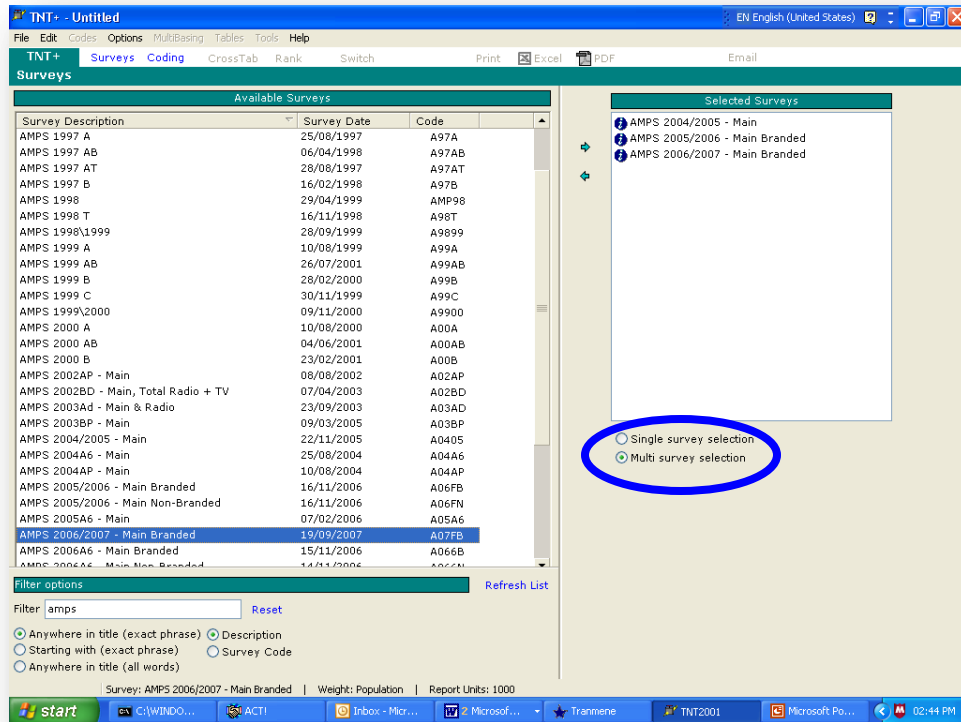 TNT+ - Untitled
EN English (United States)
File Edit Codes Options MultiBasing Tables Tools Help
TNT+ Surveys Coding CrossTab Rank Switch Print Excel PDF Email
Surveys
Available Surveys
Survey Description Survey Date Code
AMPS 1997 A 25/08/1997 A97A
AMPS 1997 AB 06/04/1998 A97AB
AMPS 1997 AT 28/08/1997 A97AT
AMPS 1997 B 16/02/1998 A97B
AMPS 1998 29/04/1999 AMP98
AMPS 1998 T 16/11/1998 A98T
AMPS 1998\1999 28/09/1999 A9899
AMPS 1999 A 10/08/1999 A99A
AMPS 1999 AB 26/07/2001 A99AB
AMPS 1999 B 28/02/2000 A99B
AMPS 1999 C 30/11/1999 A99C
AMPS 1999\2000 09/11/2000 A9900
AMPS 2000 A 10/08/2000 A00A
AMPS 2000 AB 04/06/2001 A00AB
AMPS 2000 B 23/02/2001 A00B
AMPS 2002AP - Main 08/08/2002 A02AP
AMPS 2002BD - Main, Total Radio + TV 07/04/2003 A02BD
AMPS 2003Ad - Main & Radio 23/09/2003 A03AD
AMPS 2003BP - Main 09/03/2005 A03BP
AMPS 2004/2005 - Main 22/11/2005 A0405
AMPS 2004A6 - Main 25/08/2004 A04A6
AMPS 2004AP - Main 10/08/2004 A04AP
AMPS 2005/2006 - Main Branded 16/11/2006 A06FB
AMPS 2005/2006 - Main Non-Branded 16/11/2006 A06FN
AMPS 2005A6 - Main 07/02/2006 A05A6
AMPS 2006/2007 - Main Branded 19/09/2007 A07FB
AMPS 2006A6 - Main Branded 15/11/2006 A066B
AMPS 2006A6 - Main Non-Branded 14/11/2006 A066N
Selected Surveys
AMPS 2004/2005 - Main
AMPS 2005/2006 - Main Branded
AMPS 2006/2007 - Main Branded
Single survey selection
Multi survey selection
Filter options Refresh List
Filter amps Reset
Anywhere in title (exact phrase) Description
Starting with (exact phrase) Survey Code
Anywhere in title (all words)
Survey: AMPS 2006/2007 - Main Branded | Weight: Population | Report Units: 1000
start C:\WINDO... ACT! Inbox - Micr... 2 Microsof... Tranmene TNT2001 Microsoft Po... 02:44 PM